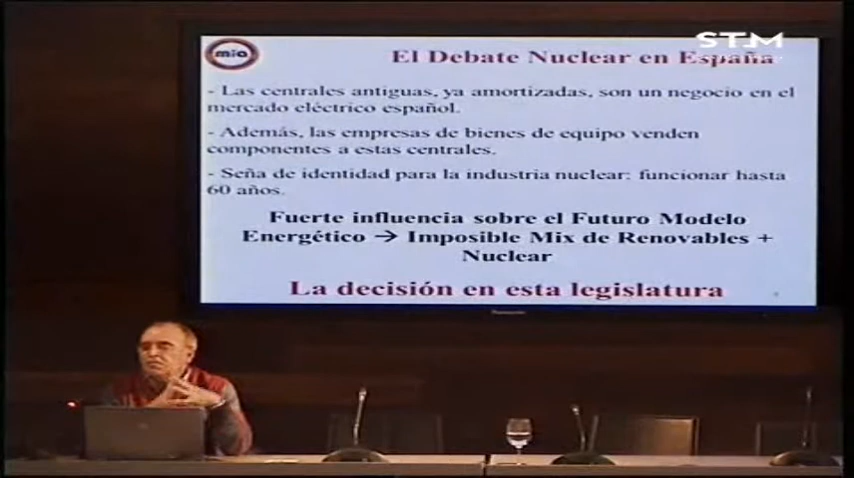 STM
mia
El Debate Nuclear en España
- Las centrales antiguas, ya amortizadas, son un negocio en el
mercado eléctrico español.
- Además, las empresas de bienes de equipo venden
componentes a estas centrales.
- Seña de identidad para la industria nuclear: funcionar hasta
60 años.
Fuerte influencia sobre el Futuro Modelo
Energético → Imposible Mix de Renovables +
Nuclear
La decisión en esta legislatura